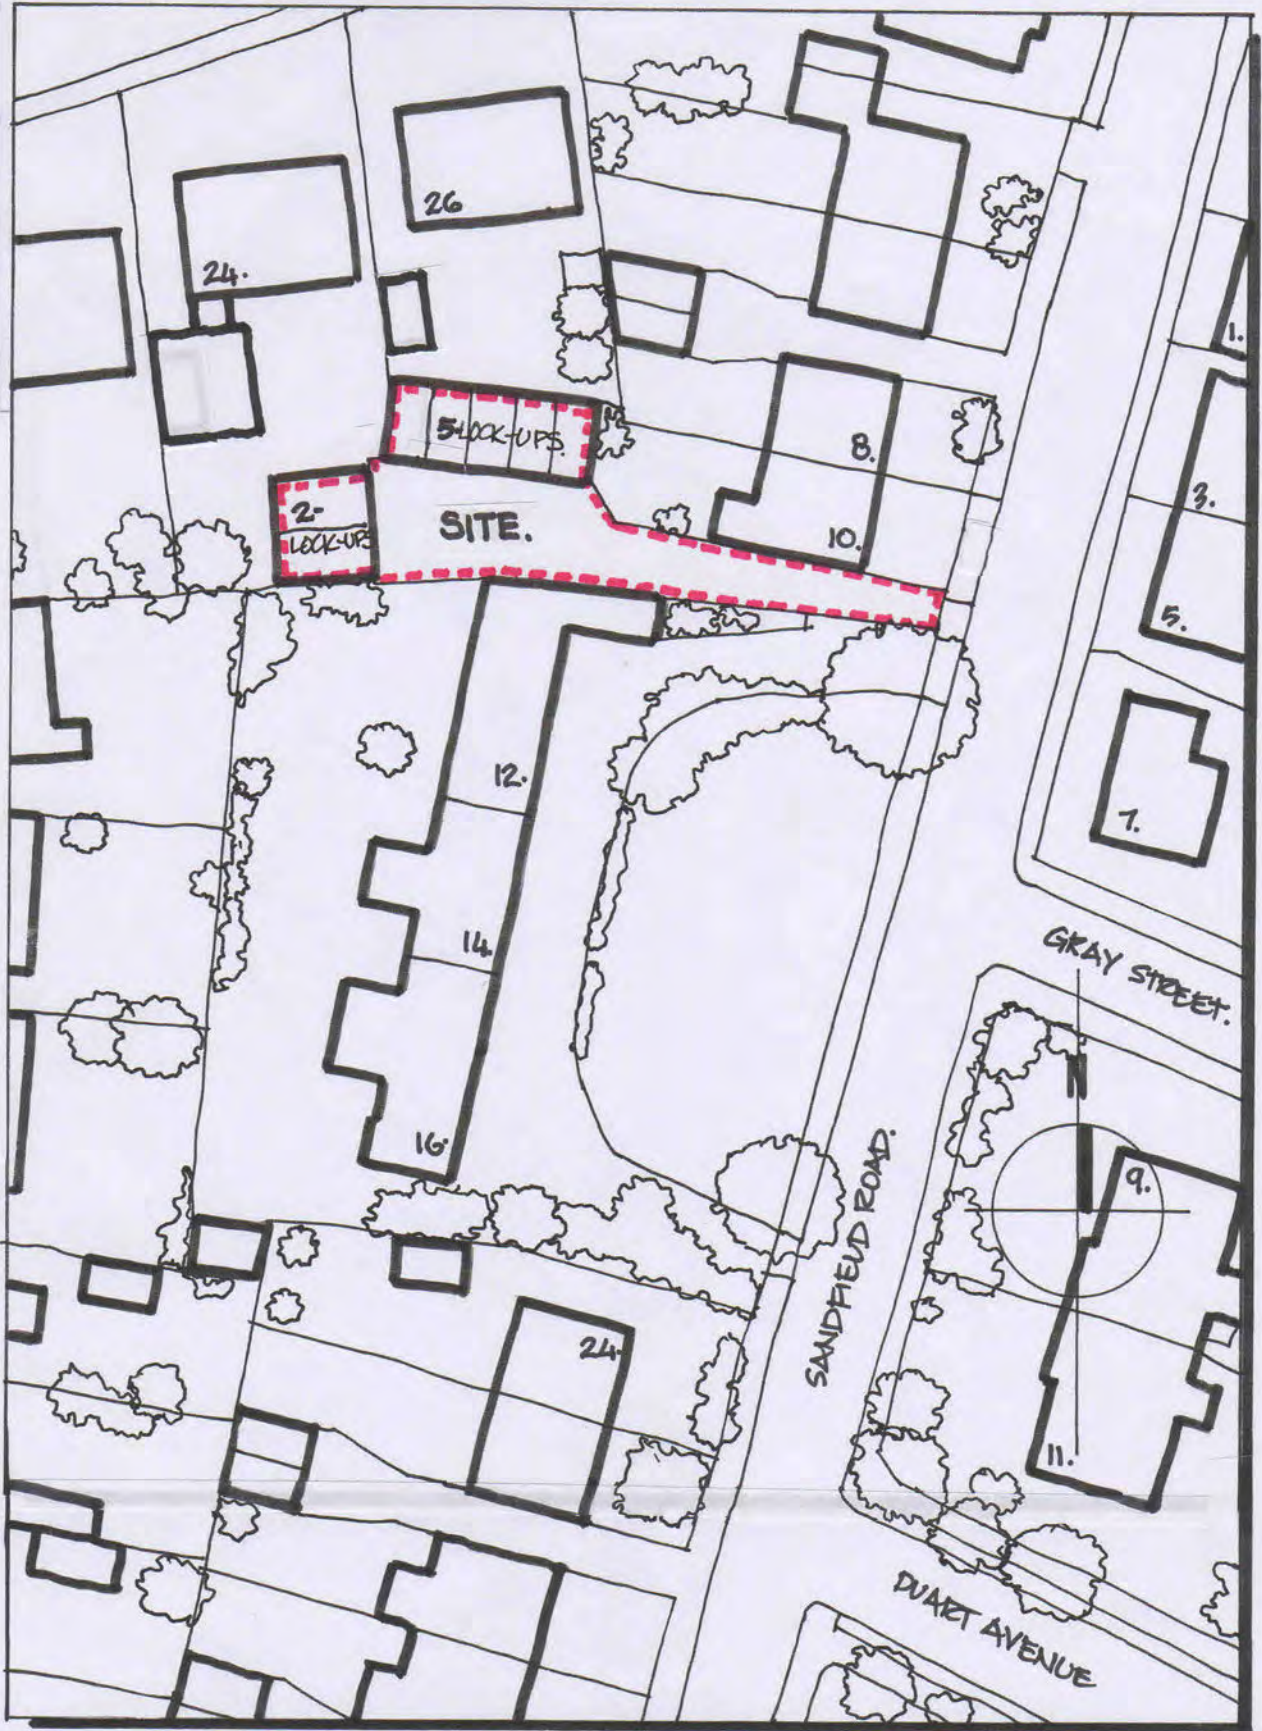 26
24.
1.
5-LOCK-UPS.
8.
3.
2-
LOCK-UPS
SITE.
10.
5.
12.
7.
14.
GRAY STREET.
N
16.
9.
SANDFIELD ROAD.
24.
11.
DUART AVENUE